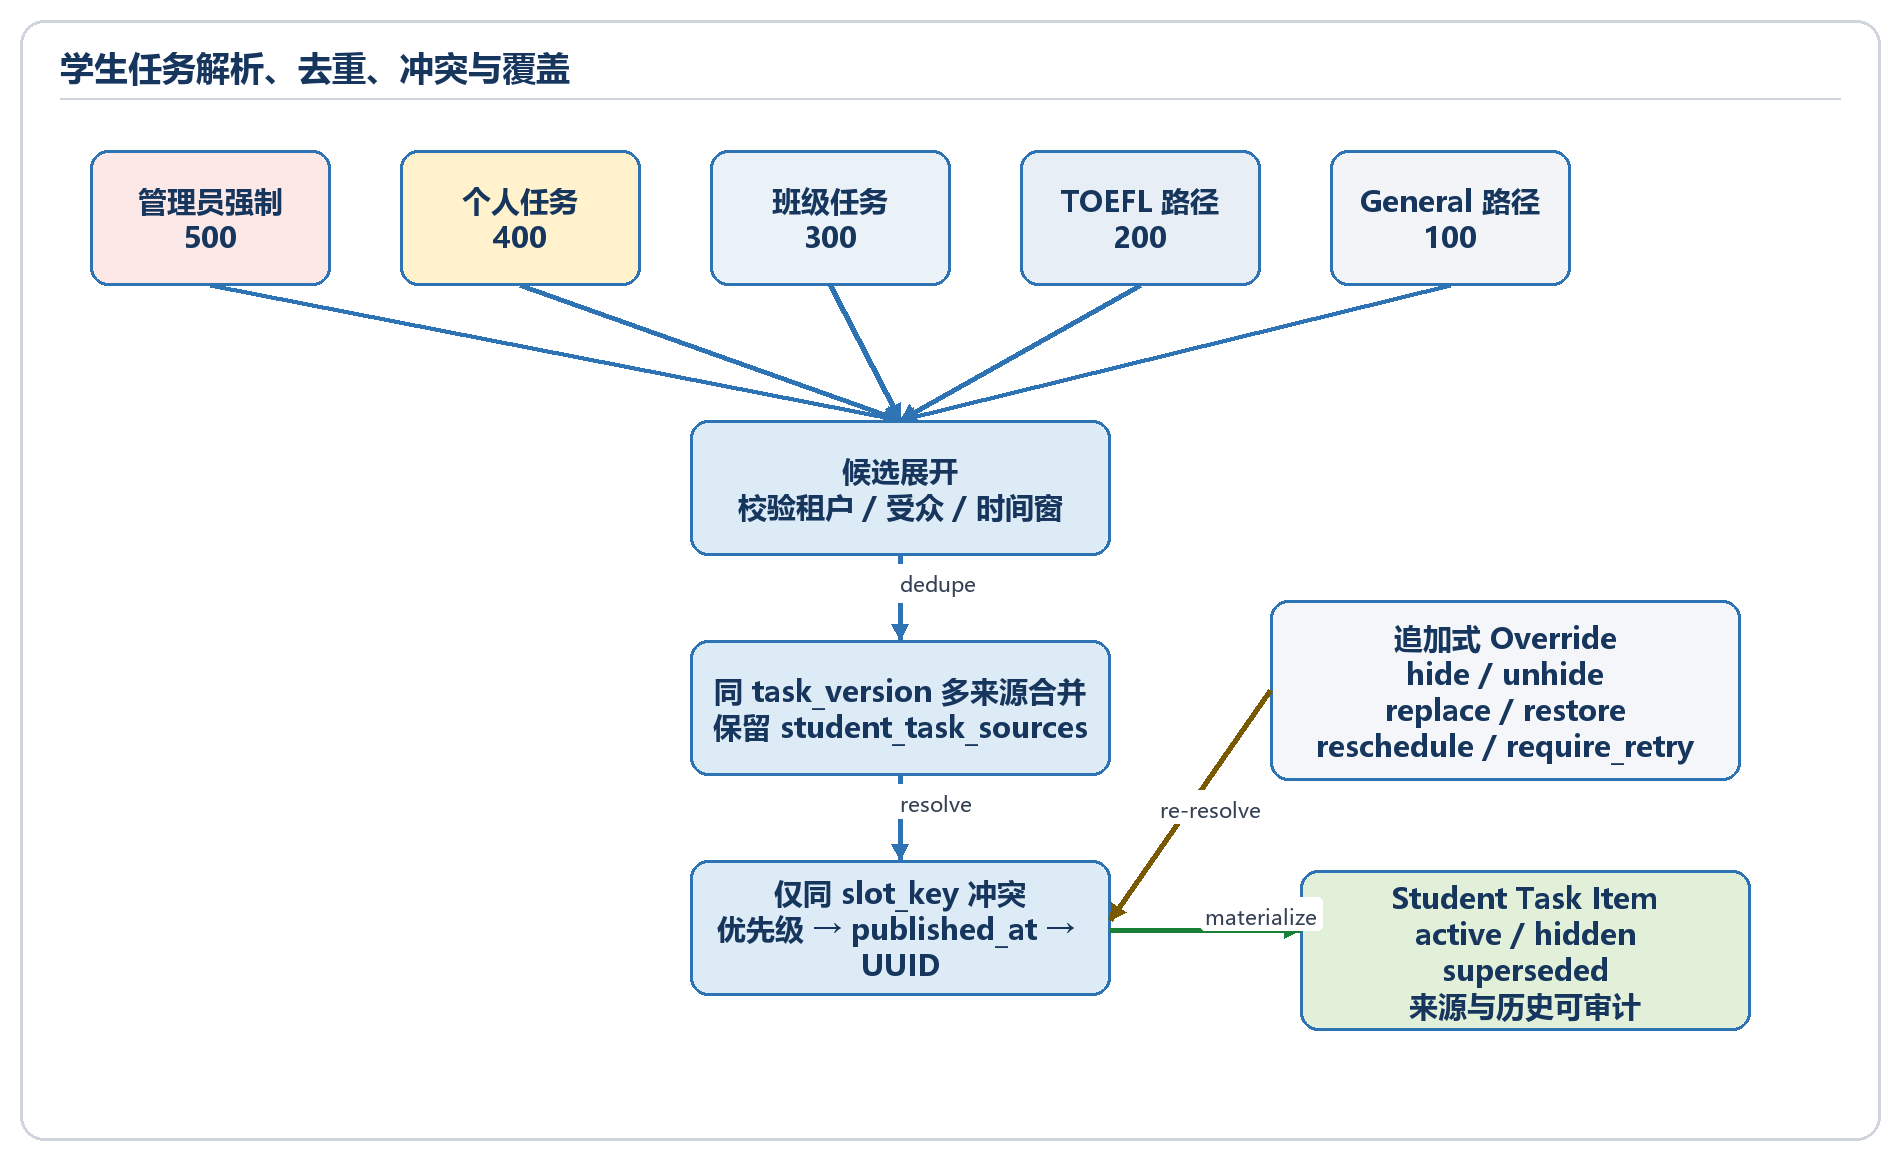 学生任务解析、去重、冲突与覆盖
管理员强制
500
个人任务
400
班级任务
300
TOEFL 路径
200
General 路径
100
候选展开
校验租户 / 受众 / 时间窗
dedupe
同 task_version 多来源合并
保留 student_task_sources
追加式 Override
hide / unhide
replace / restore
reschedule / require_retry
resolve
re-resolve
仅同 slot_key 冲突
优先级 → published_at →
UUID
materialize
Student Task Item
active / hidden
superseded
来源与历史可审计